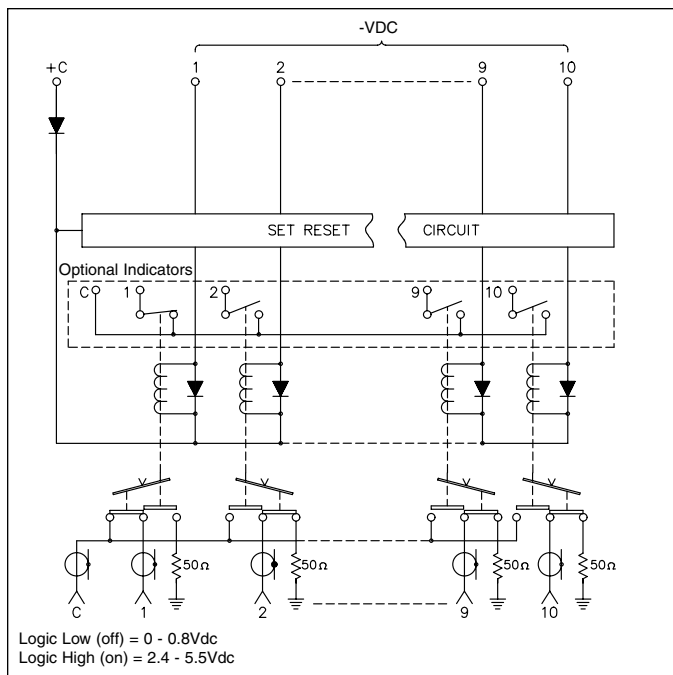 -VDC
+C 1 2 9 10
SET RESET CIRCUIT
Optional Indicators
C 1 2 9 10
50Ω 50Ω 50Ω 50Ω
C 1 2 9 10
Logic Low (off) = 0 - 0.8Vdc
Logic High (on) = 2.4 - 5.5Vdc